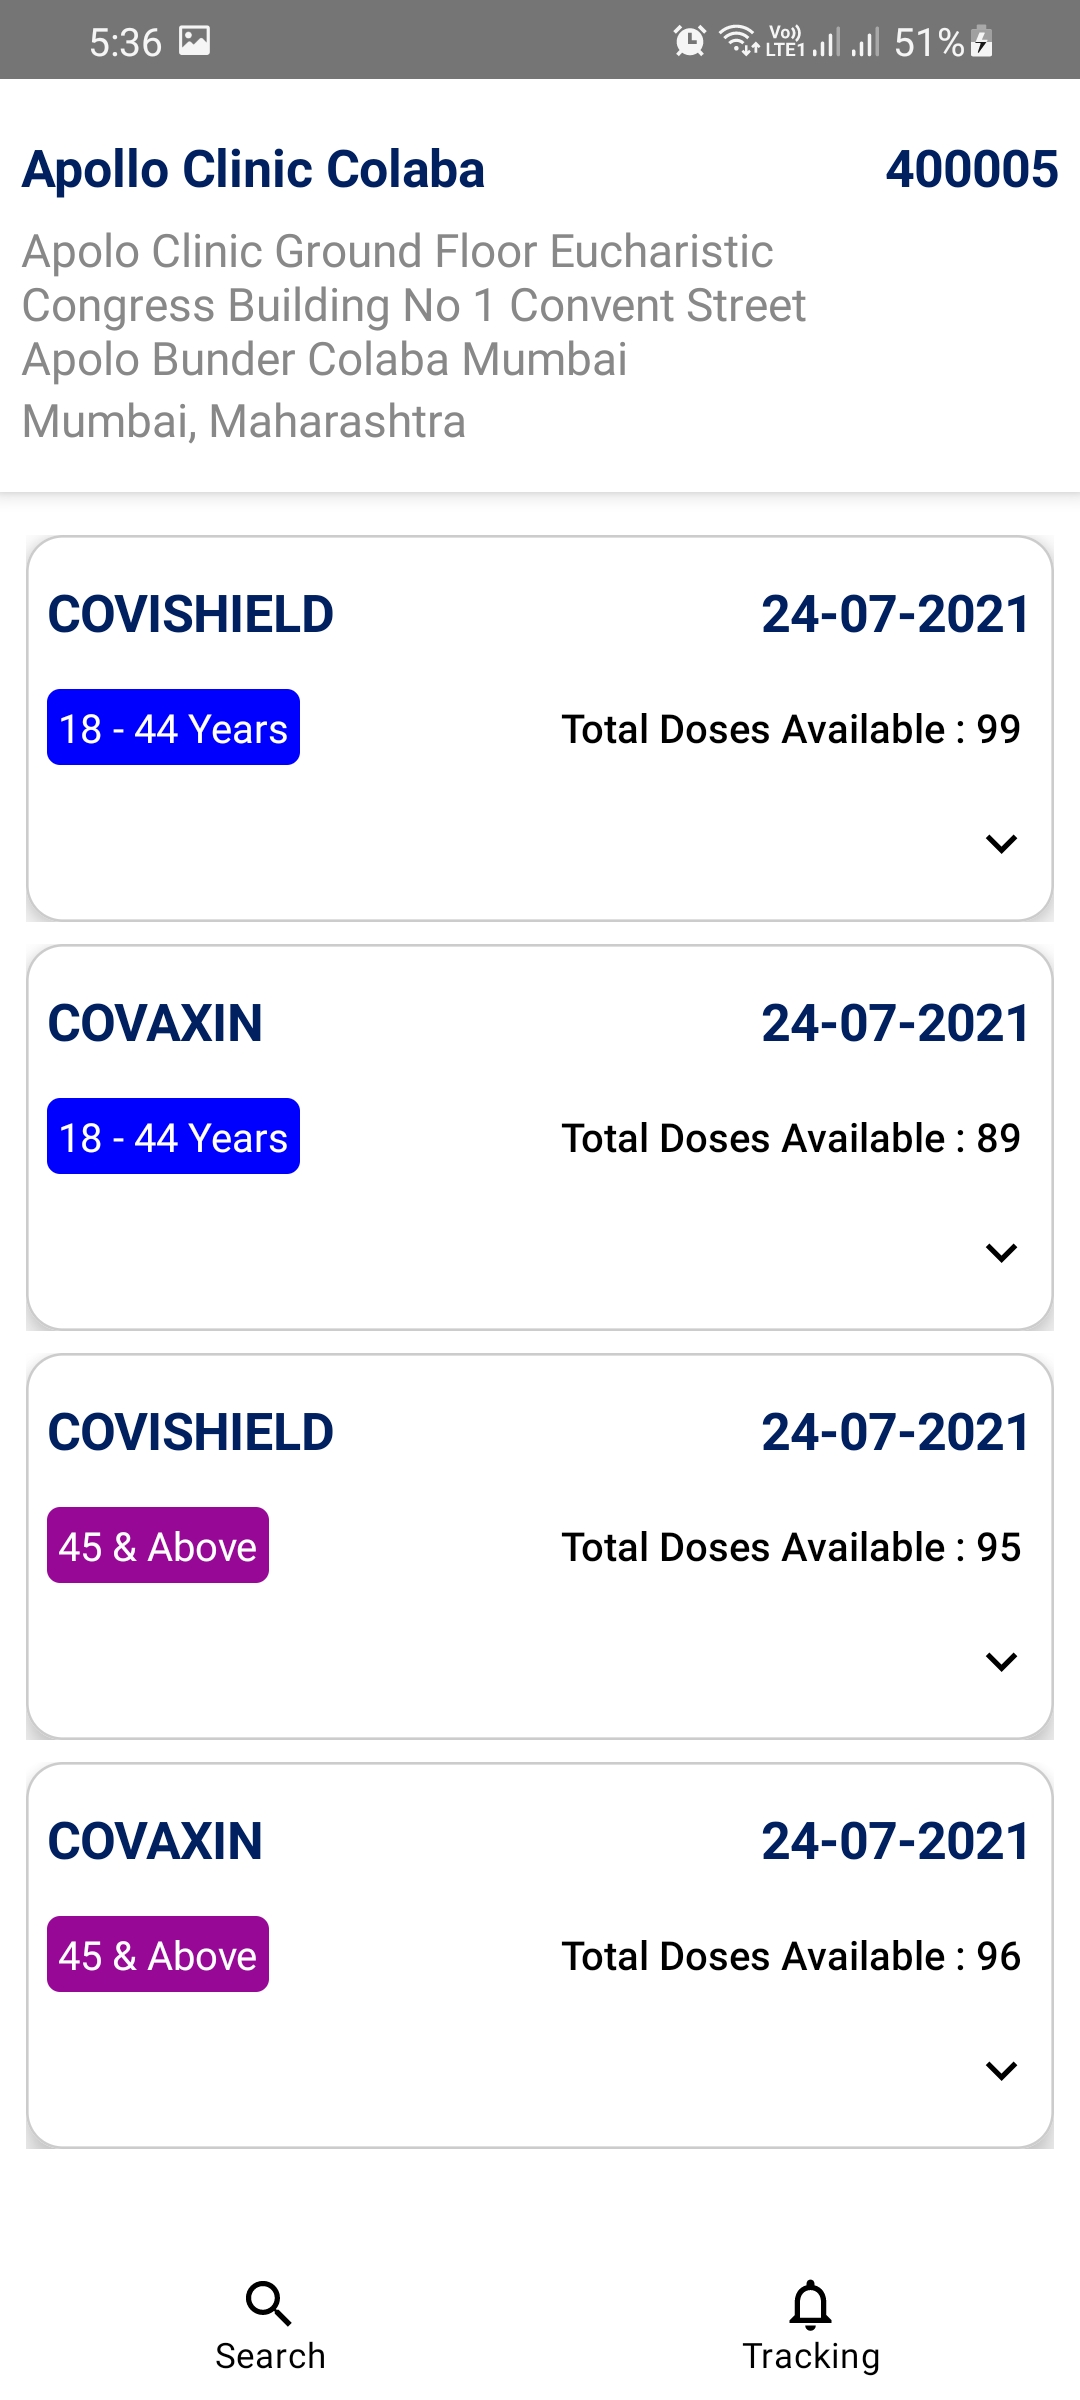 5:36 Vo)) LTE1 51%
Apollo Clinic Colaba 400005
Apolo Clinic Ground Floor Eucharistic
Congress Building No 1 Convent Street
Apolo Bunder Colaba Mumbai
Mumbai, Maharashtra
COVISHIELD 24-07-2021
18 - 44 Years Total Doses Available : 99
COVAXIN 24-07-2021
18 - 44 Years Total Doses Available : 89
COVISHIELD 24-07-2021
45 & Above Total Doses Available : 95
COVAXIN 24-07-2021
45 & Above Total Doses Available : 96
Search Tracking